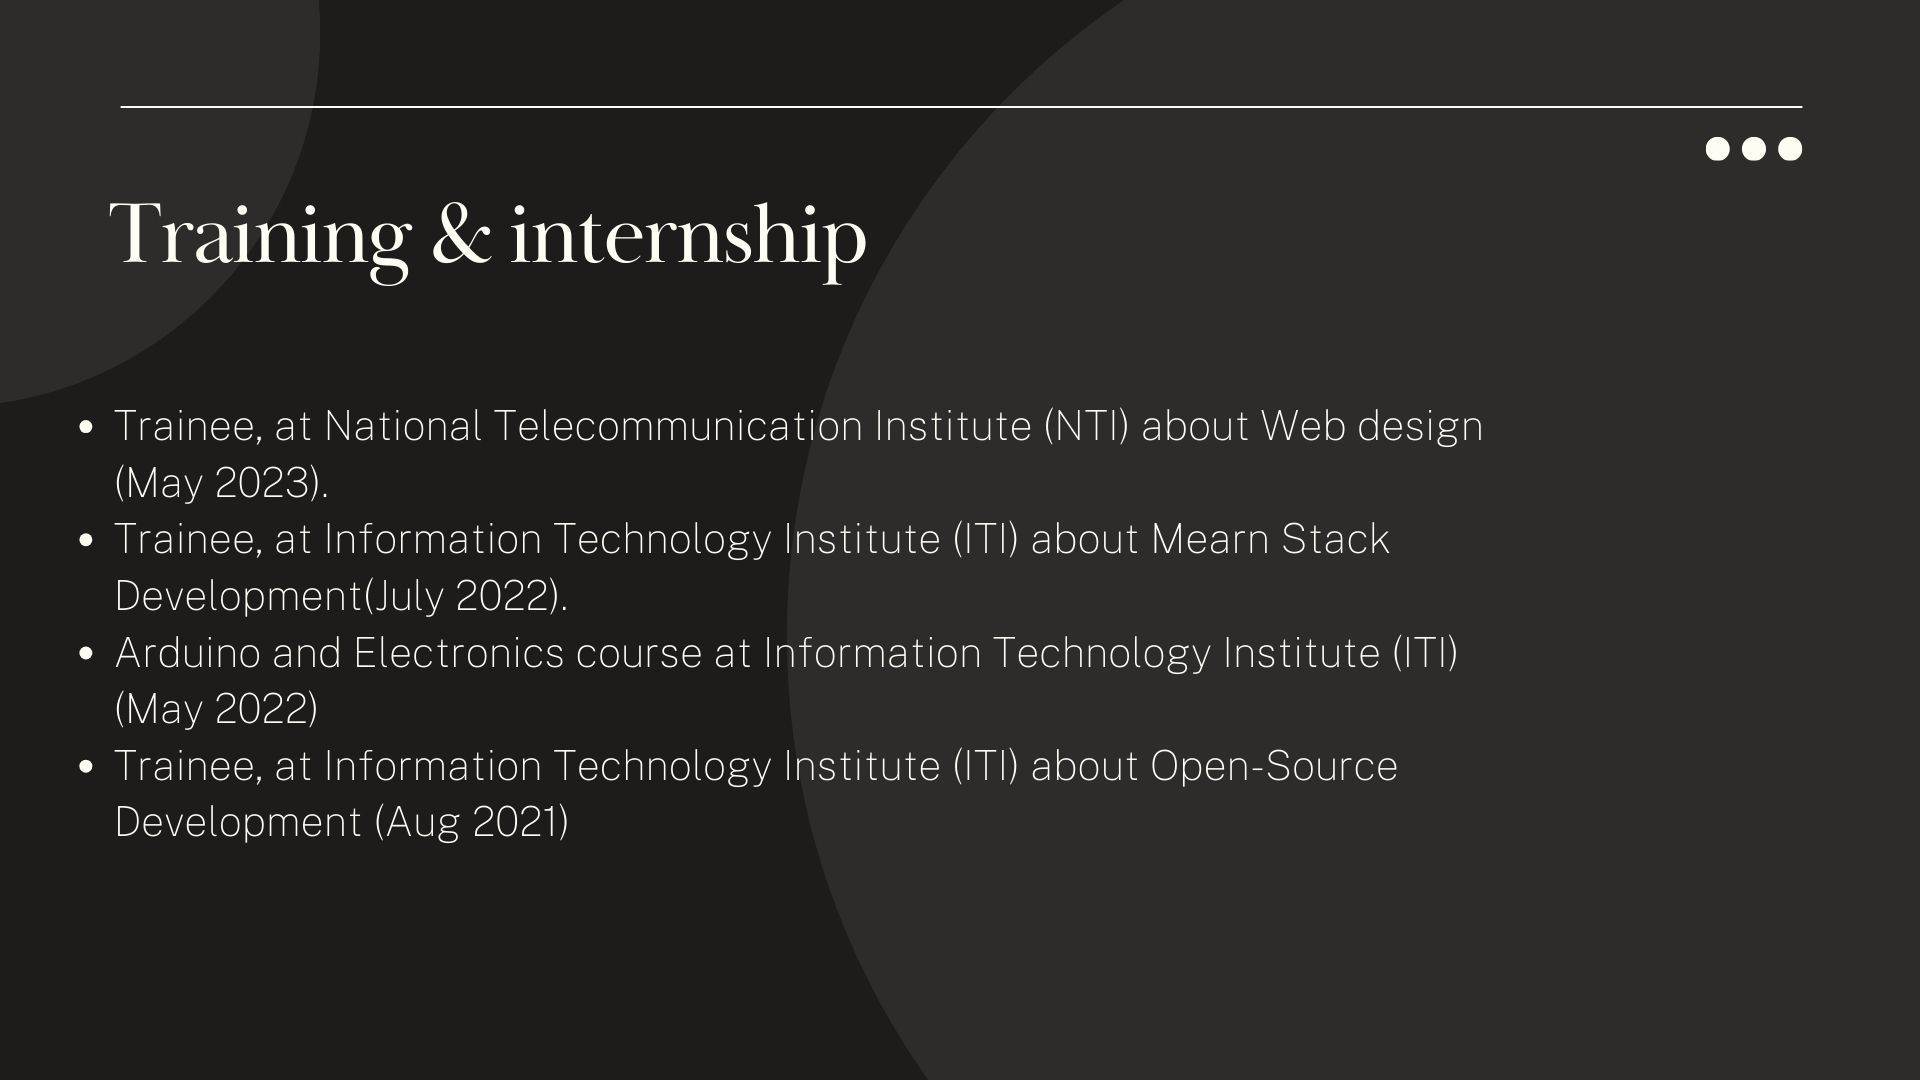 Training & internship
• Trainee, at National Telecommunication Institute (NTI) about Web design
(May 2023).
• Trainee, at Information Technology Institute (ITI) about Mearn Stack
Development(July 2022).
• Arduino and Electronics course at Information Technology Institute (ITI)
(May 2022)
• Trainee, at Information Technology Institute (ITI) about Open-Source
Development (Aug 2021)